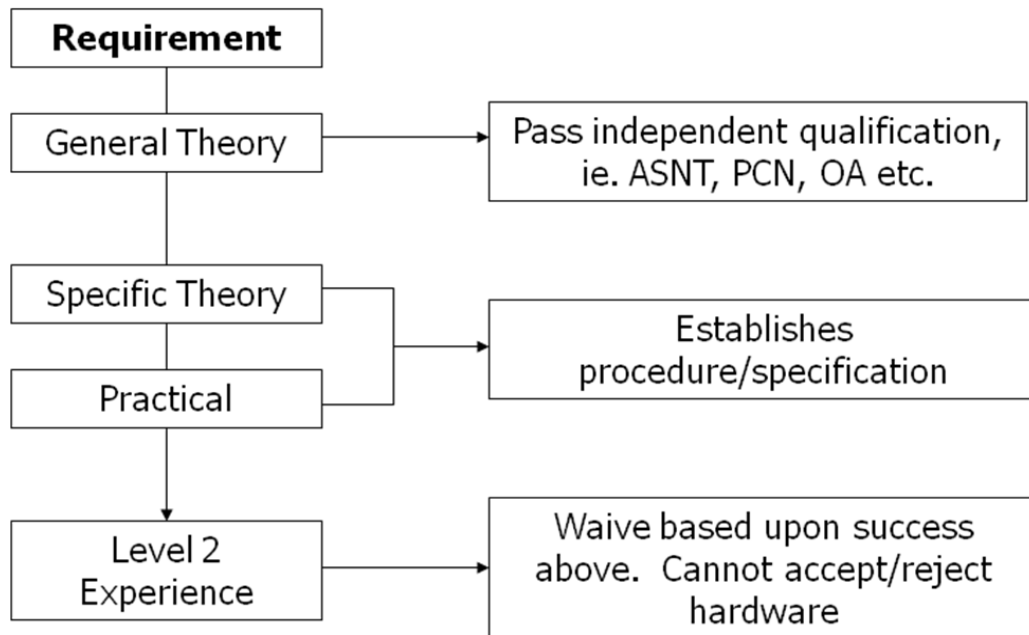 Requirement
General Theory
Pass independent qualification,
ie. ASNT, PCN, OA etc.
Specific Theory
Establishes
procedure/specification
Practical
Level 2
Experience
Waive based upon success
above.  Cannot accept/reject
hardware